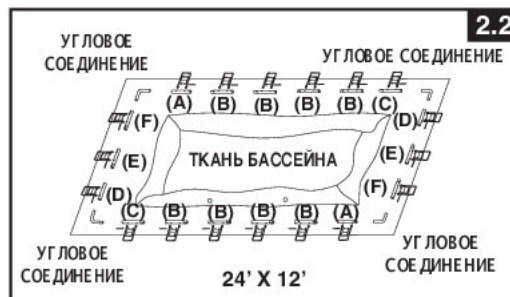 2.2
УГЛОВОЕ
СОЕДИНЕНИЕ
УГЛОВОЕ СОЕДИНЕНИЕ
(A) (B) (B) (B) (B) (C)
(F) (D)
(E) ТКАНЬ БАССЕЙНА (E)
(D) (F)
(C) (B) (B) (B) (B) (A)
УГЛОВОЕ
СОЕДИНЕНИЕ
24' X 12'
УГЛОВОЕ
СОЕДИНЕНИЕ